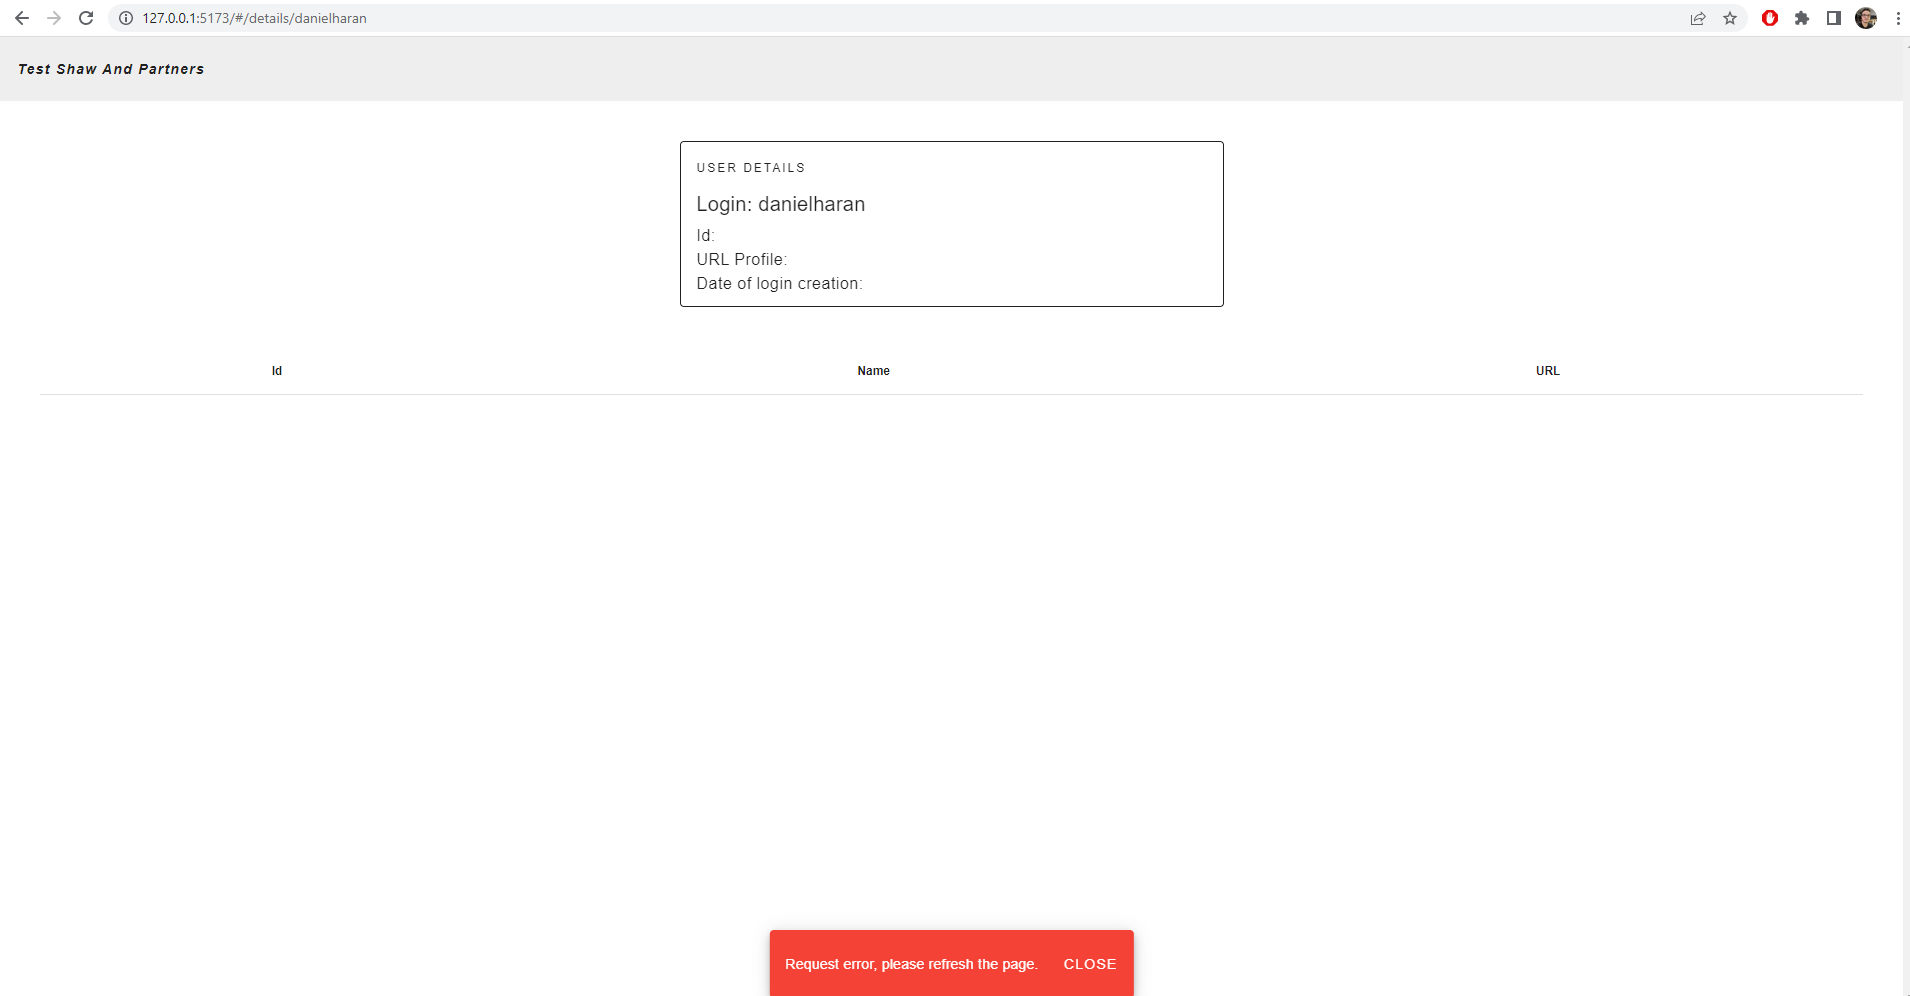 127.0.0.1:5173/#/details/danielharan
Test Shaw And Partners
USER DETAILS
Login: danielharan
Id:
URL Profile:
Date of login creation:
Id Name URL
Request error, please refresh the page. CLOSE